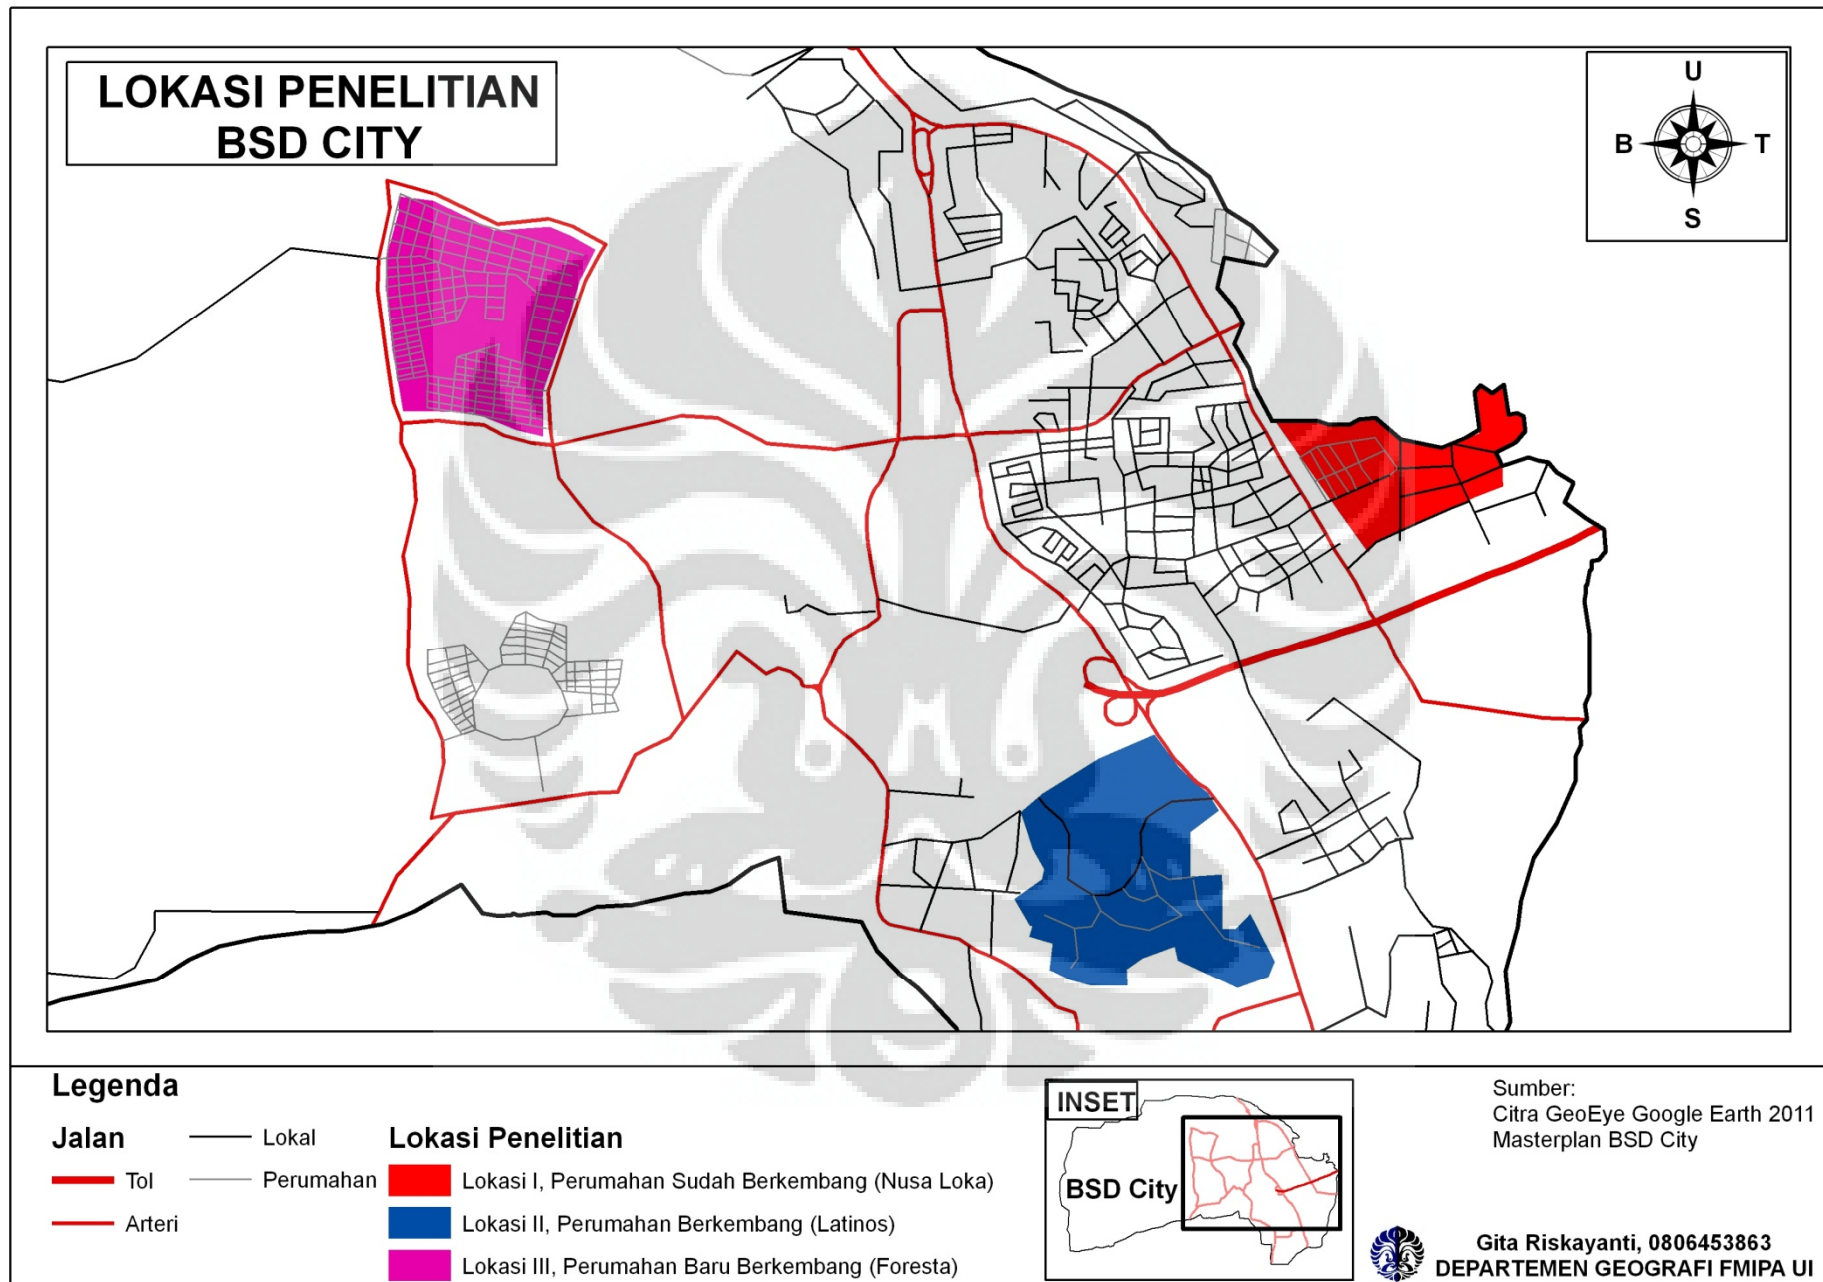 LOKASI PENELITIAN
BSD CITY
U
B
T
S
Legenda
Jalan
Lokal
Tol
Perumahan
Arteri
Lokasi Penelitian
Lokasi I, Perumahan Sudah Berkembang (Nusa Loka)
Lokasi II, Perumahan Berkembang (Latinos)
Lokasi III, Perumahan Baru Berkembang (Foresta)
INSET
BSD City
Sumber:
Citra GeoEye Google Earth 2011
Masterplan BSD City
Gita Riskayanti, 0806453863
DEPARTEMEN GEOGRAFI FMIPA UI